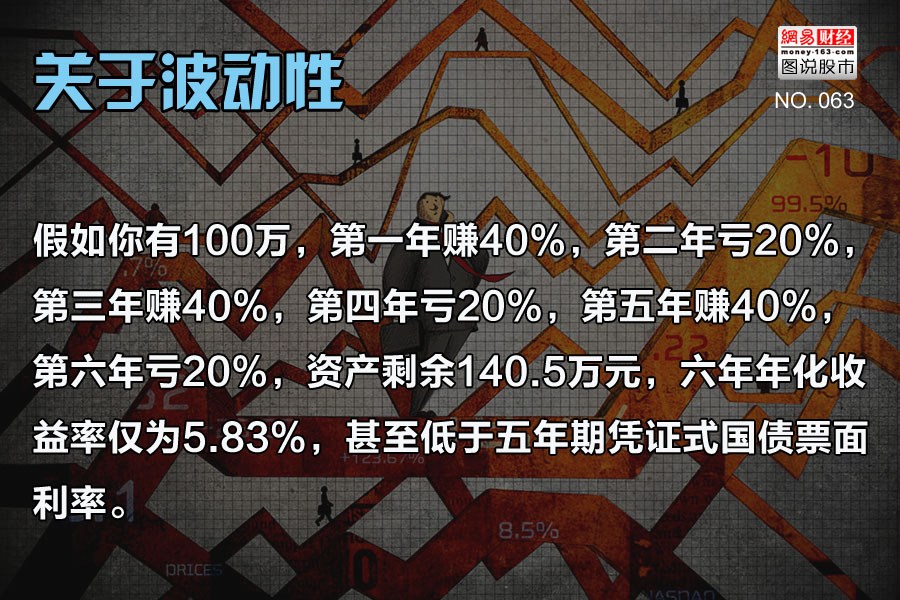 关于波动性
網易财经
money·163.com
图说股市
NO. 063
-10
99.5%
假如你有100万，第一年赚40%，第二年亏20%，
.7%
第三年赚40%，第四年亏20%，第五年赚40%，
.22
第六年亏20%，资产剩余140.5万元，六年年化收
益率仅为5.83%，甚至低于五年期凭证式国债票面
+123.67%
利率。
8.5%
PRICES
NASDAQ